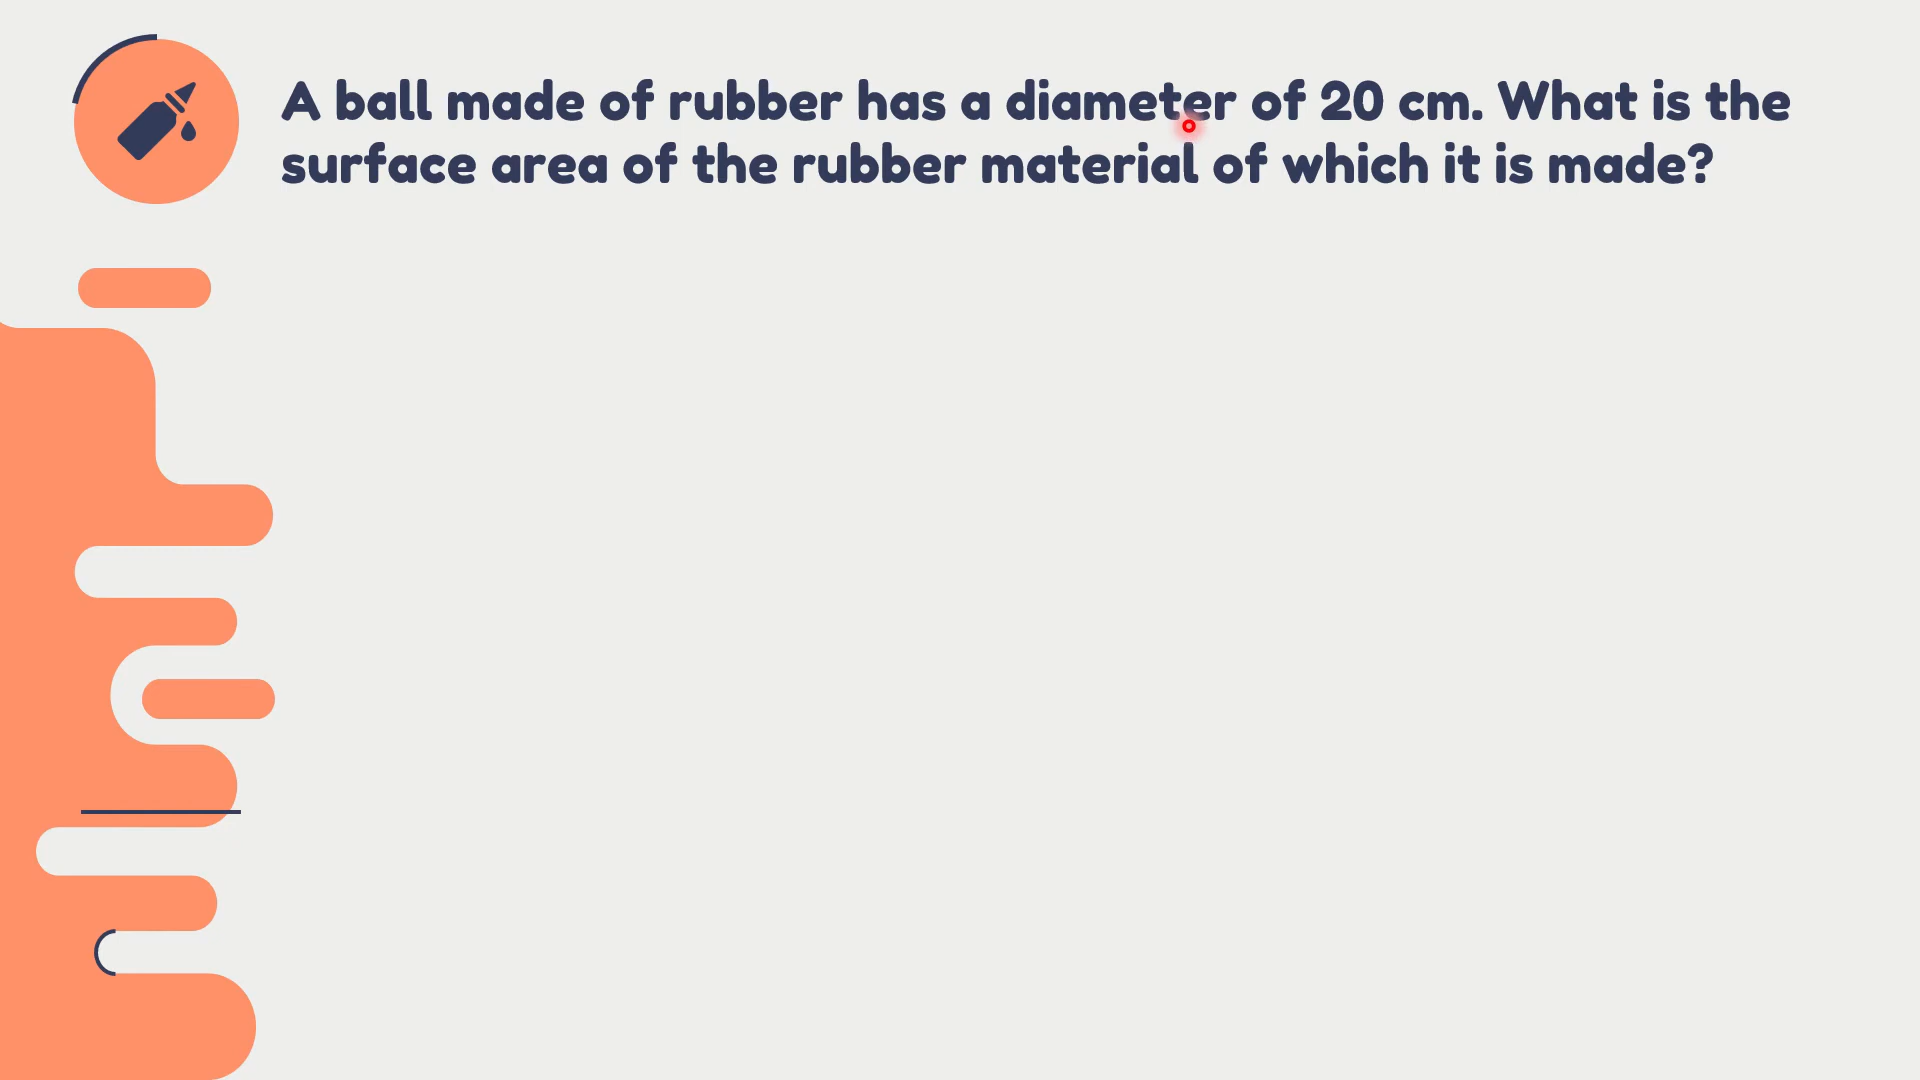 A ball made of rubber has a diameter of 20 cm. What is the
surface area of the rubber material of which it is made?